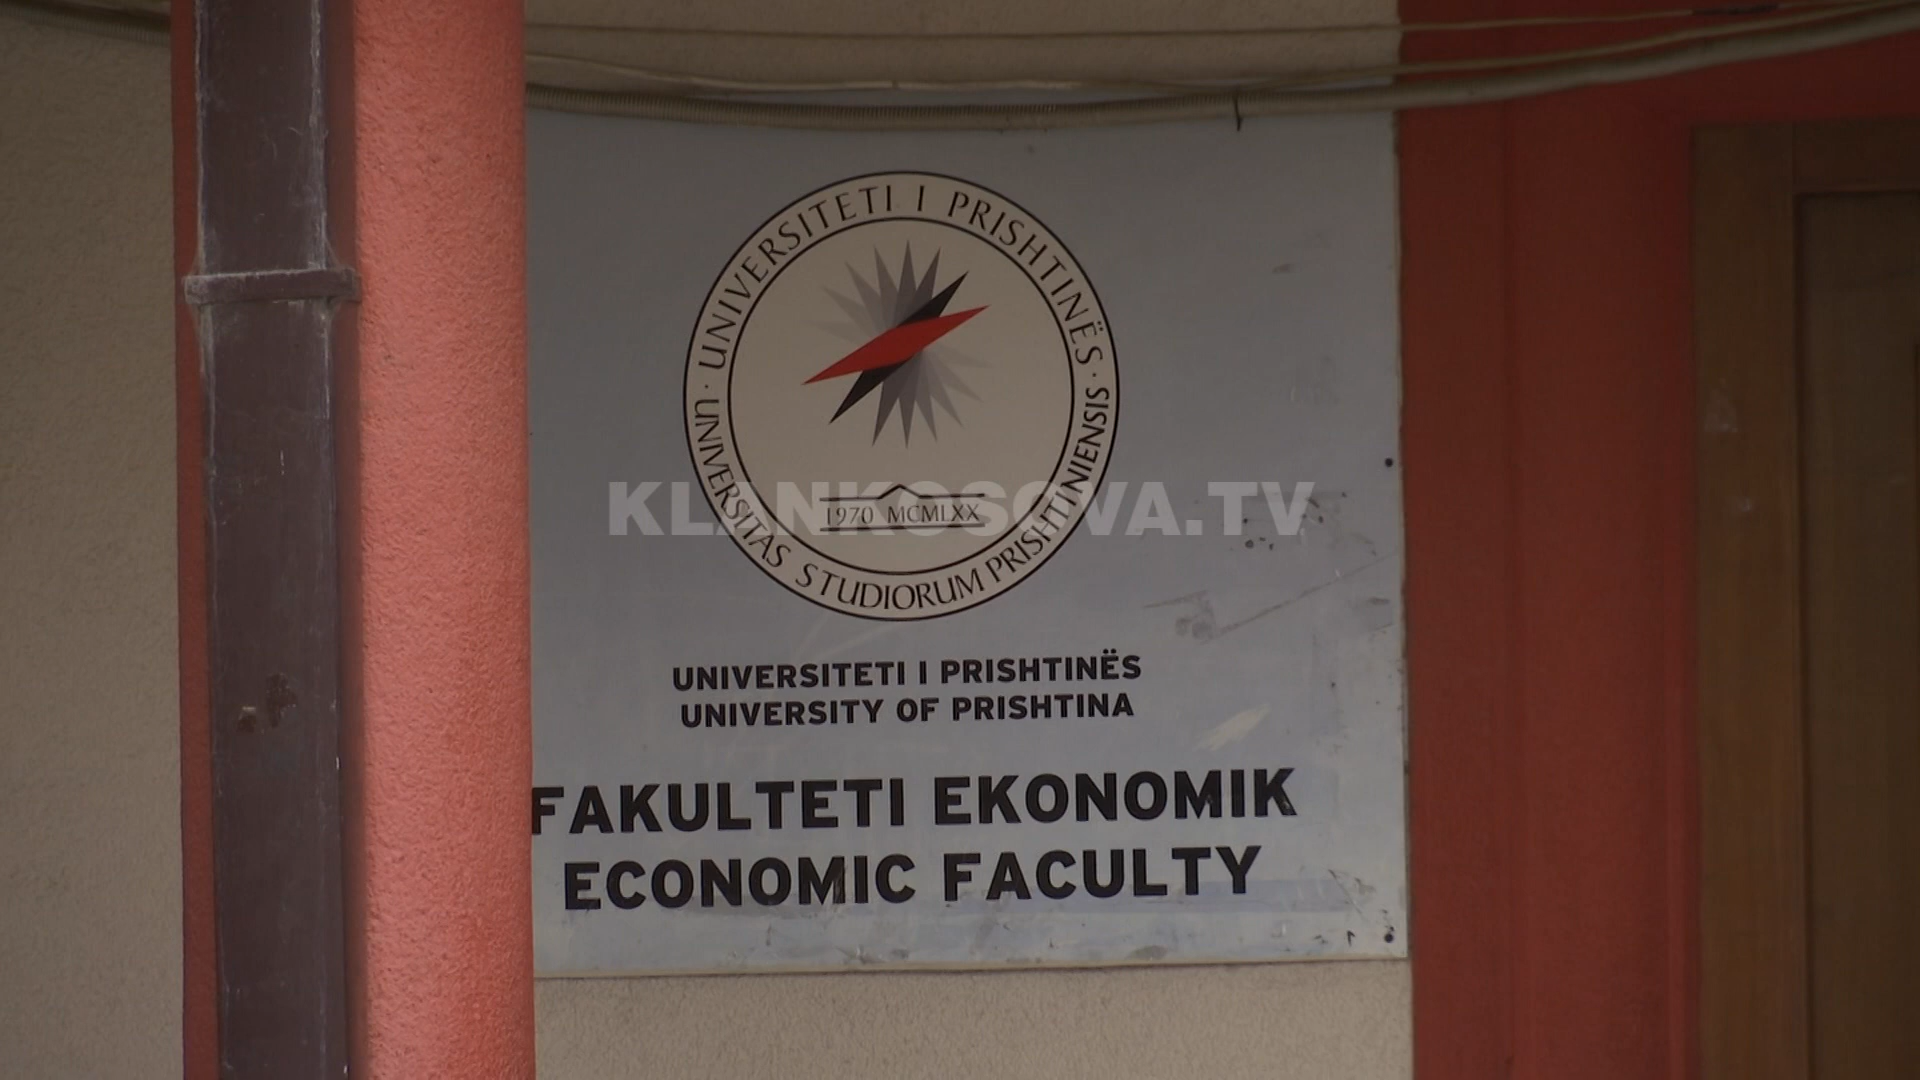 · UNIVERSITETI I PRISHTINËS ·
UNIVERSITAS STUDIORUM PRISHTINIENSIS
1970 MCMLXX
KLANKOSOVA.TV
UNIVERSITETI I PRISHTINËS
UNIVERSITY OF PRISHTINA
FAKULTETI EKONOMIK
ECONOMIC FACULTY